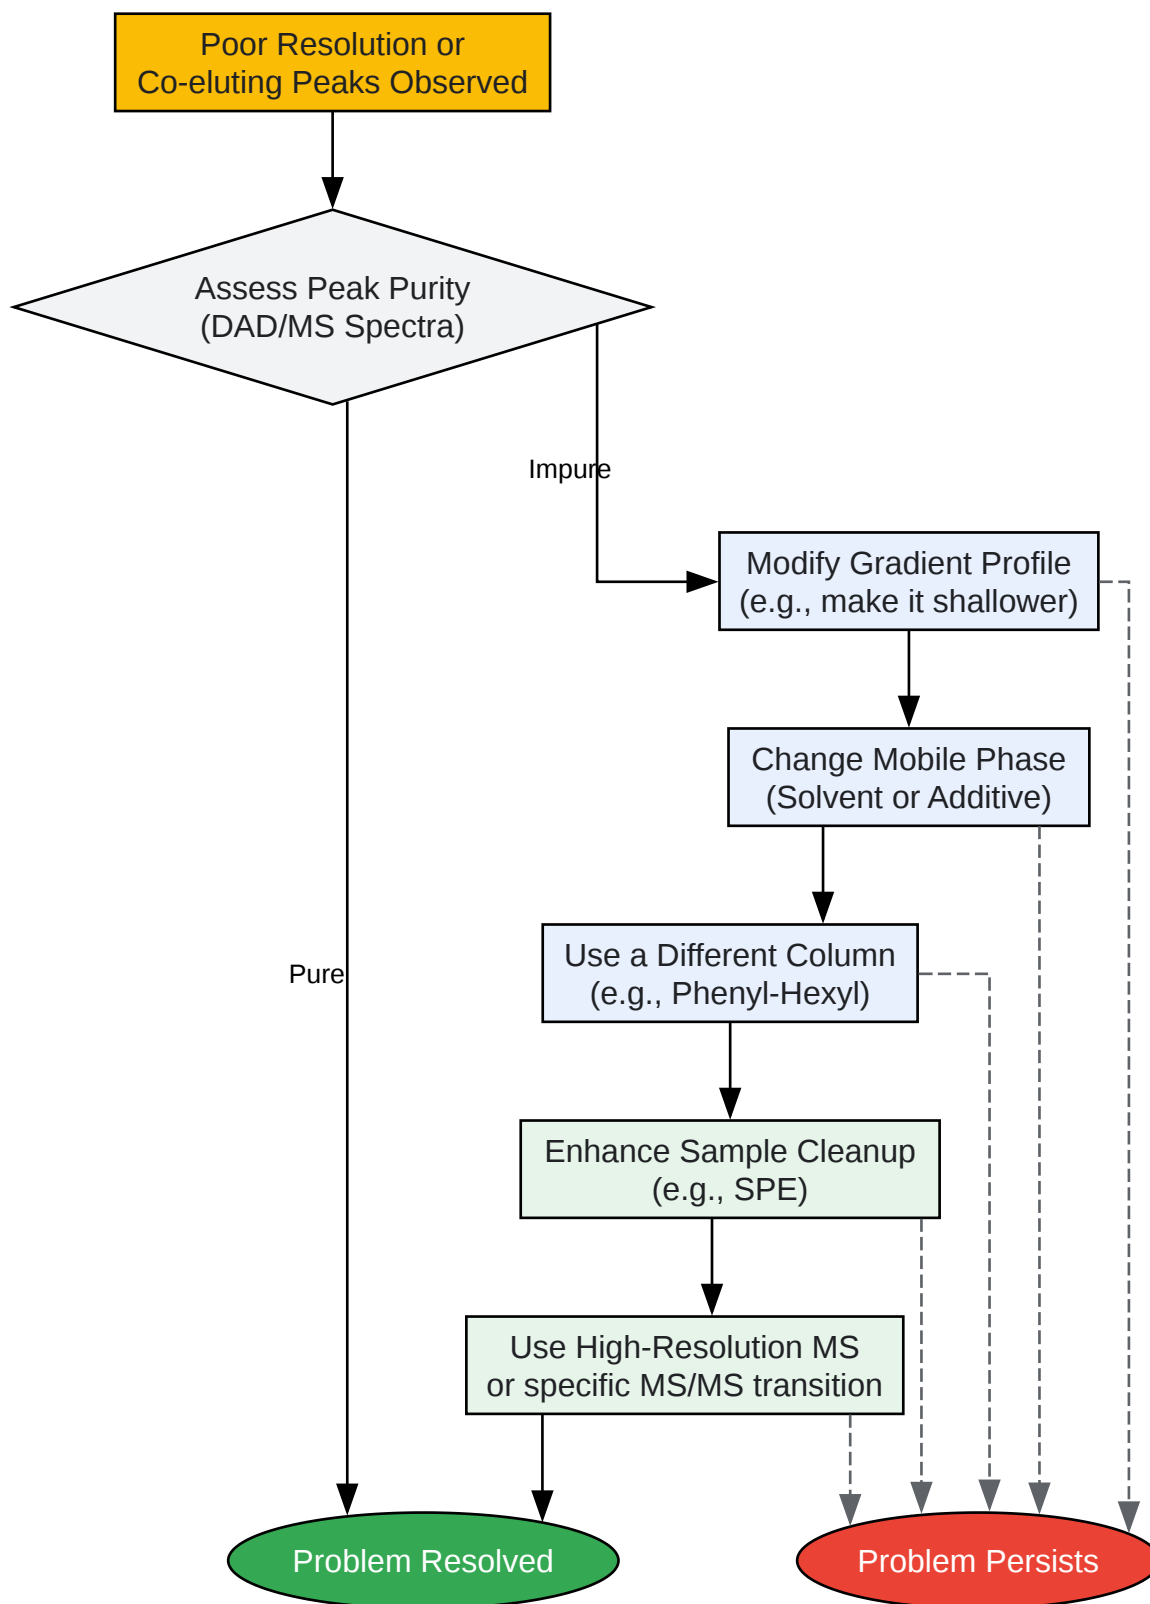 Poor Resolution or
Co-eluting Peaks Observed
Assess Peak Purity
(DAD/MS Spectra)
Impure
Modify Gradient Profile
(e.g., make it shallower)
Change Mobile Phase
(Solvent or Additive)
Use a Different Column
(e.g., Phenyl-Hexyl)
Pure
Enhance Sample Cleanup
(e.g., SPE)
Use High-Resolution MS
or specific MS/MS transition
Problem Resolved
Problem Persists